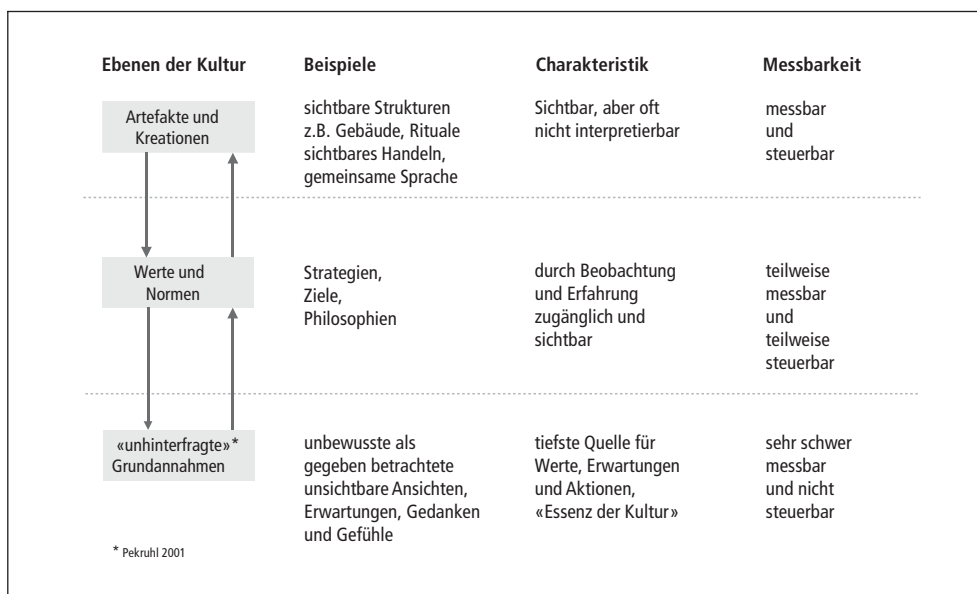 Ebenen der Kultur
Beispiele
Charakteristik
Messbarkeit
Artefakte und
Kreationen
sichtbare Strukturen
z.B. Gebäude, Rituale
sichtbares Handeln,
gemeinsame Sprache
Sichtbar, aber oft
nicht interpretierbar
messbar
und
steuerbar
Werte und
Normen
Strategien,
Ziele,
Philosophien
durch Beobachtung
und Erfahrung
zugänglich und
sichtbar
teilweise
messbar
und
teilweise
steuerbar
«unhinterfragte»*
Grundannahmen
unbewusste als
gegeben betrachtete
unsichtbare Ansichten,
Erwartungen, Gedanken
und Gefühle
tiefste Quelle für
Werte, Erwartungen
und Aktionen,
«Essenz der Kultur»
sehr schwer
messbar
und nicht
steuerbar
* Pekruhl 2001